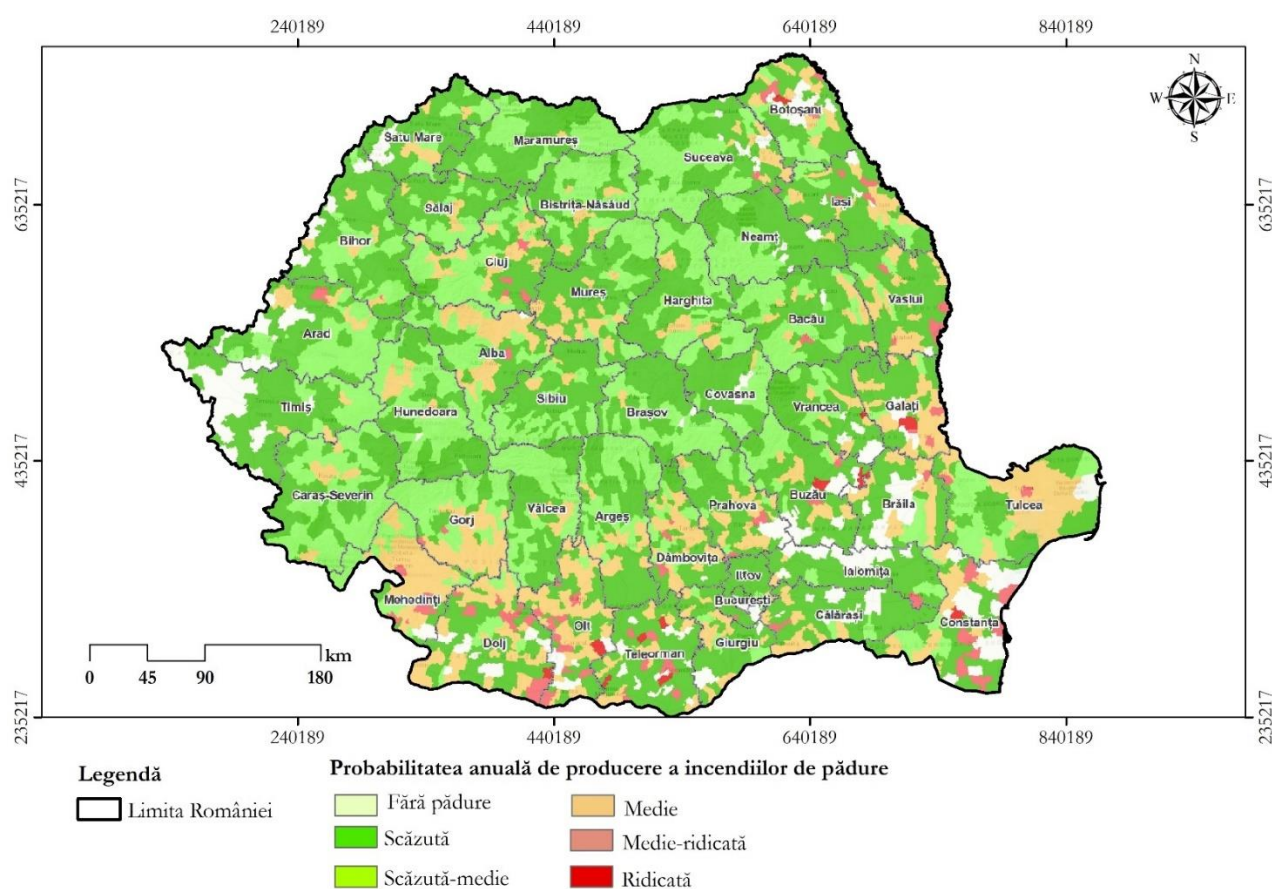 240189 440189 640189 840189
N
W E
S
Botoșani
Satu Mare
Maramureș
Suceava
635217 635217
Iași
Sălaj
Bistrița-Năsăud
Neamț
Bihor
Cluj
Mureș
Harghita
Vaslui
Bacău
Arad
Alba
Timiș
Hunedoara
Sibiu
Brașov
Covasna
Vrancea
Galați
435217 435217
Caraș-Severin
Gorj
Vâlcea
Argeș
Prahova
Buzău
Brăila
Tulcea
Dâmbovița
Ilfov
Ialomița
București
Mehedinți
Călărași
Constanța
Dolj
Olt
Teleorman
Giurgiu
km
0 45 90 180
235217 235217
240189 440189 640189 840189
Legendă
Limita României
Probabilitatea anuală de producere a incendiilor de pădure
Fără pădure
Scăzută
Scăzută-medie
Medie
Medie-ridicată
Ridicată